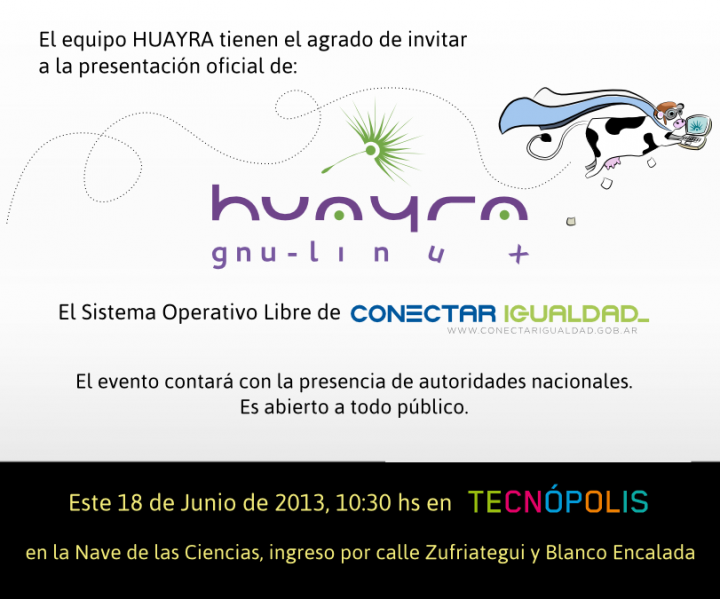 El equipo HUAYRA tienen el agrado de invitar
a la presentación oficial de:
huayra
gnu-linux
El Sistema Operativo Libre de CONECTAR IGUALDAD_
WWW.CONECTARIGUALDAD.GOB.AR
El evento contará con la presencia de autoridades nacionales.
Es abierto a todo público.
Este 18 de Junio de 2013, 10:30 hs en TECNÓPOLIS
en la Nave de las Ciencias, ingreso por calle Zufriategui y Blanco Encalada